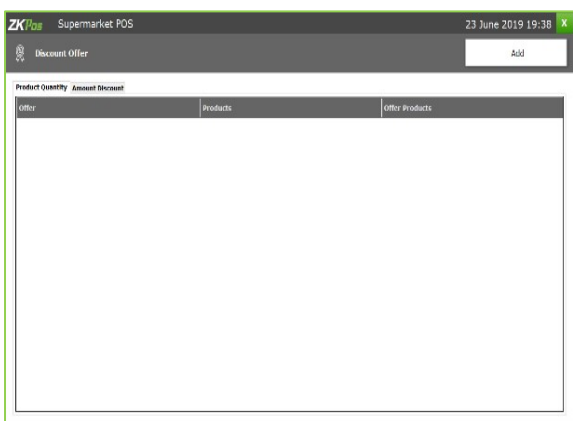 ZKPos Supermarket POS 23 June 2019 19:38 X
Discount Offer Add
Product Quantity Amount Discount
Offer Products Offer Products